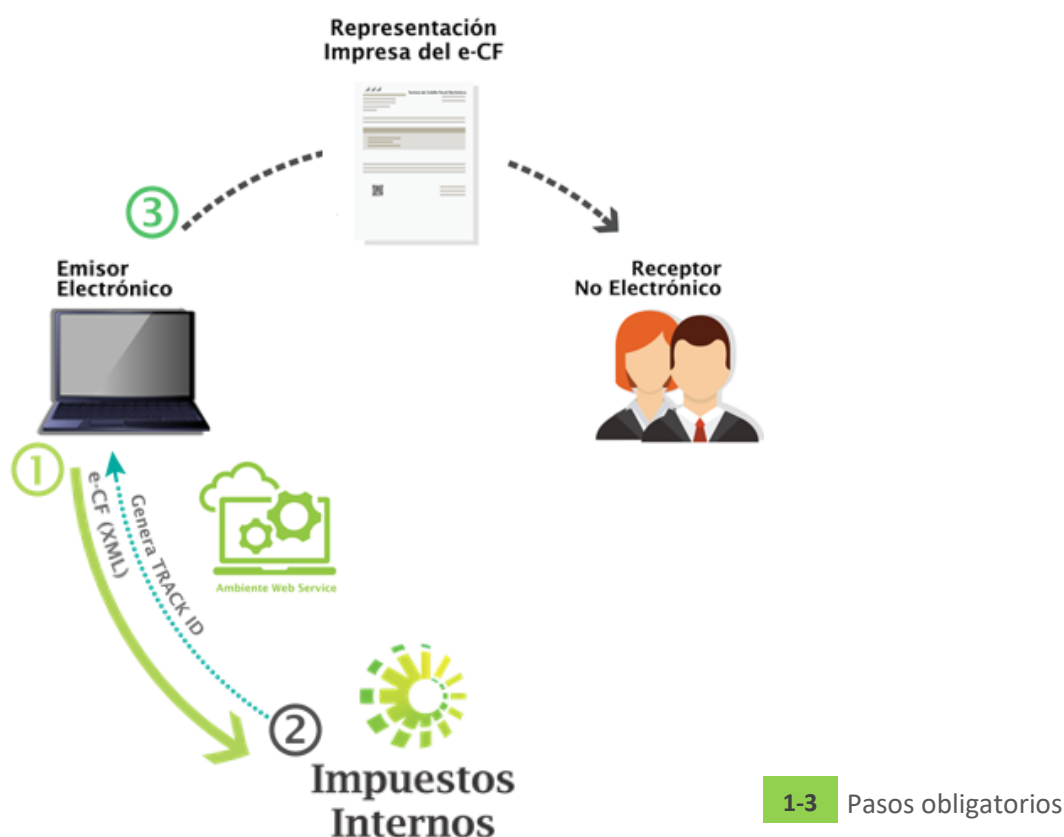 Representación
Impresa del e-CF
3
Emisor
Electrónico
Receptor
No Electrónico
1
e-CF (XML)
Genera TRACK ID
Ambiente Web Service
2
Impuestos
Internos
1-3 Pasos obligatorios